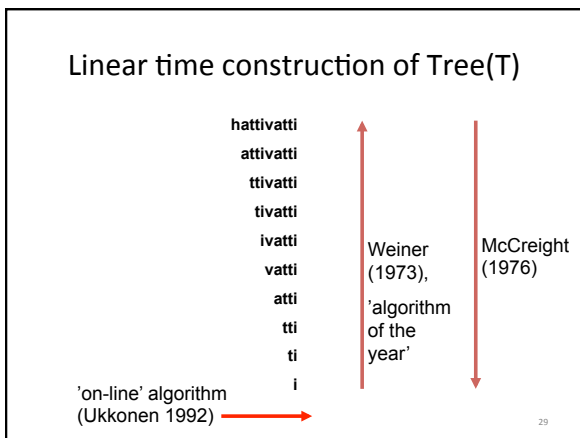 Linear time construction of Tree(T)
hattivatti
attivatti
ttivatti
tivatti
ivatti
vatti
atti
tti
ti
i
Weiner
(1973),
’algorithm
of the
year’
McCreight
(1976)
’on-line’ algorithm
(Ukkonen 1992)
29